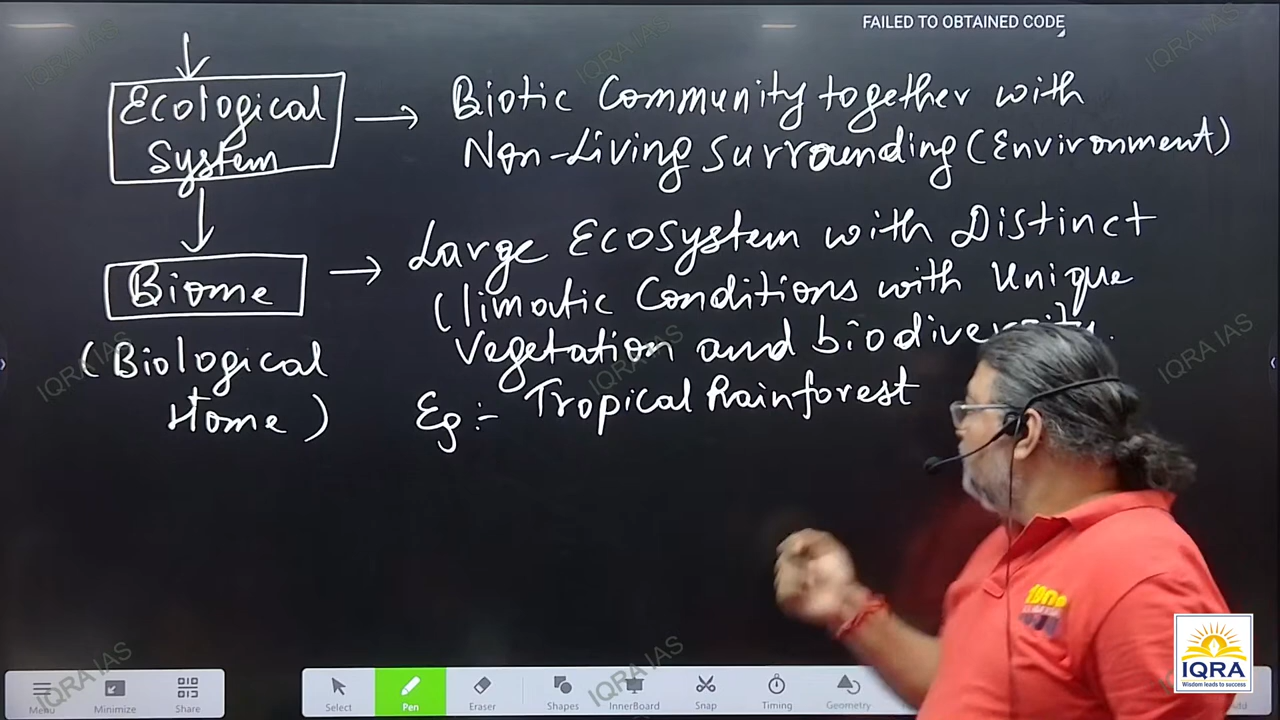 FAILED TO OBTAINED CODE
Ecological → Biotic Community together with
System Non-Living Surrounding (Environment)
Biome → Large Ecosystem with Distinct
Climatic Conditions with Unique
(Biological Vegetation and biodiversity.
Home) Eg :- Tropical Rainforest
Menu
Minimize
Share
Select
Pen
Eraser
Shapes
InnerBoard
Snap
Timing
Geometry
Add
IQRA
Wisdom leads to success
IQRA IAS